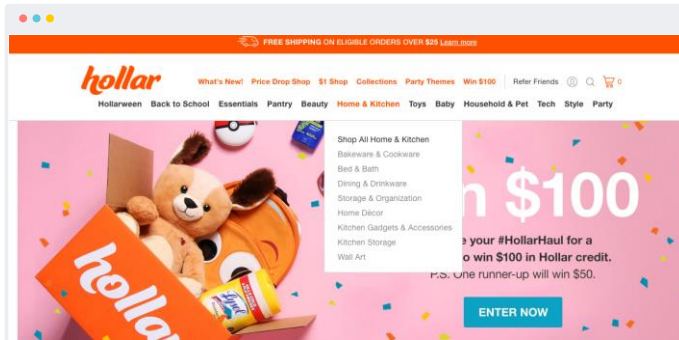 FREE SHIPPING ON ELIGIBLE ORDERS OVER $25 Learn more
hollar
What's New! Price Drop Shop $1 Shop Collections Party Themes Win $100 Refer Friends 0
Hollarween Back to School Essentials Pantry Beauty Home & Kitchen Toys Baby Household & Pet Tech Style Party
Shop All Home & Kitchen
Bakeware & Cookware
Bed & Bath
Dining & Drinkware
Storage & Organization
Home Décor
Kitchen Gadgets & Accessories
Kitchen Storage
Wall Art
n $100
e your #HollarHaul for a
o win $100 in Hollar credit.
P.S. One runner-up will win $50.
ENTER NOW
hollar
Lysol